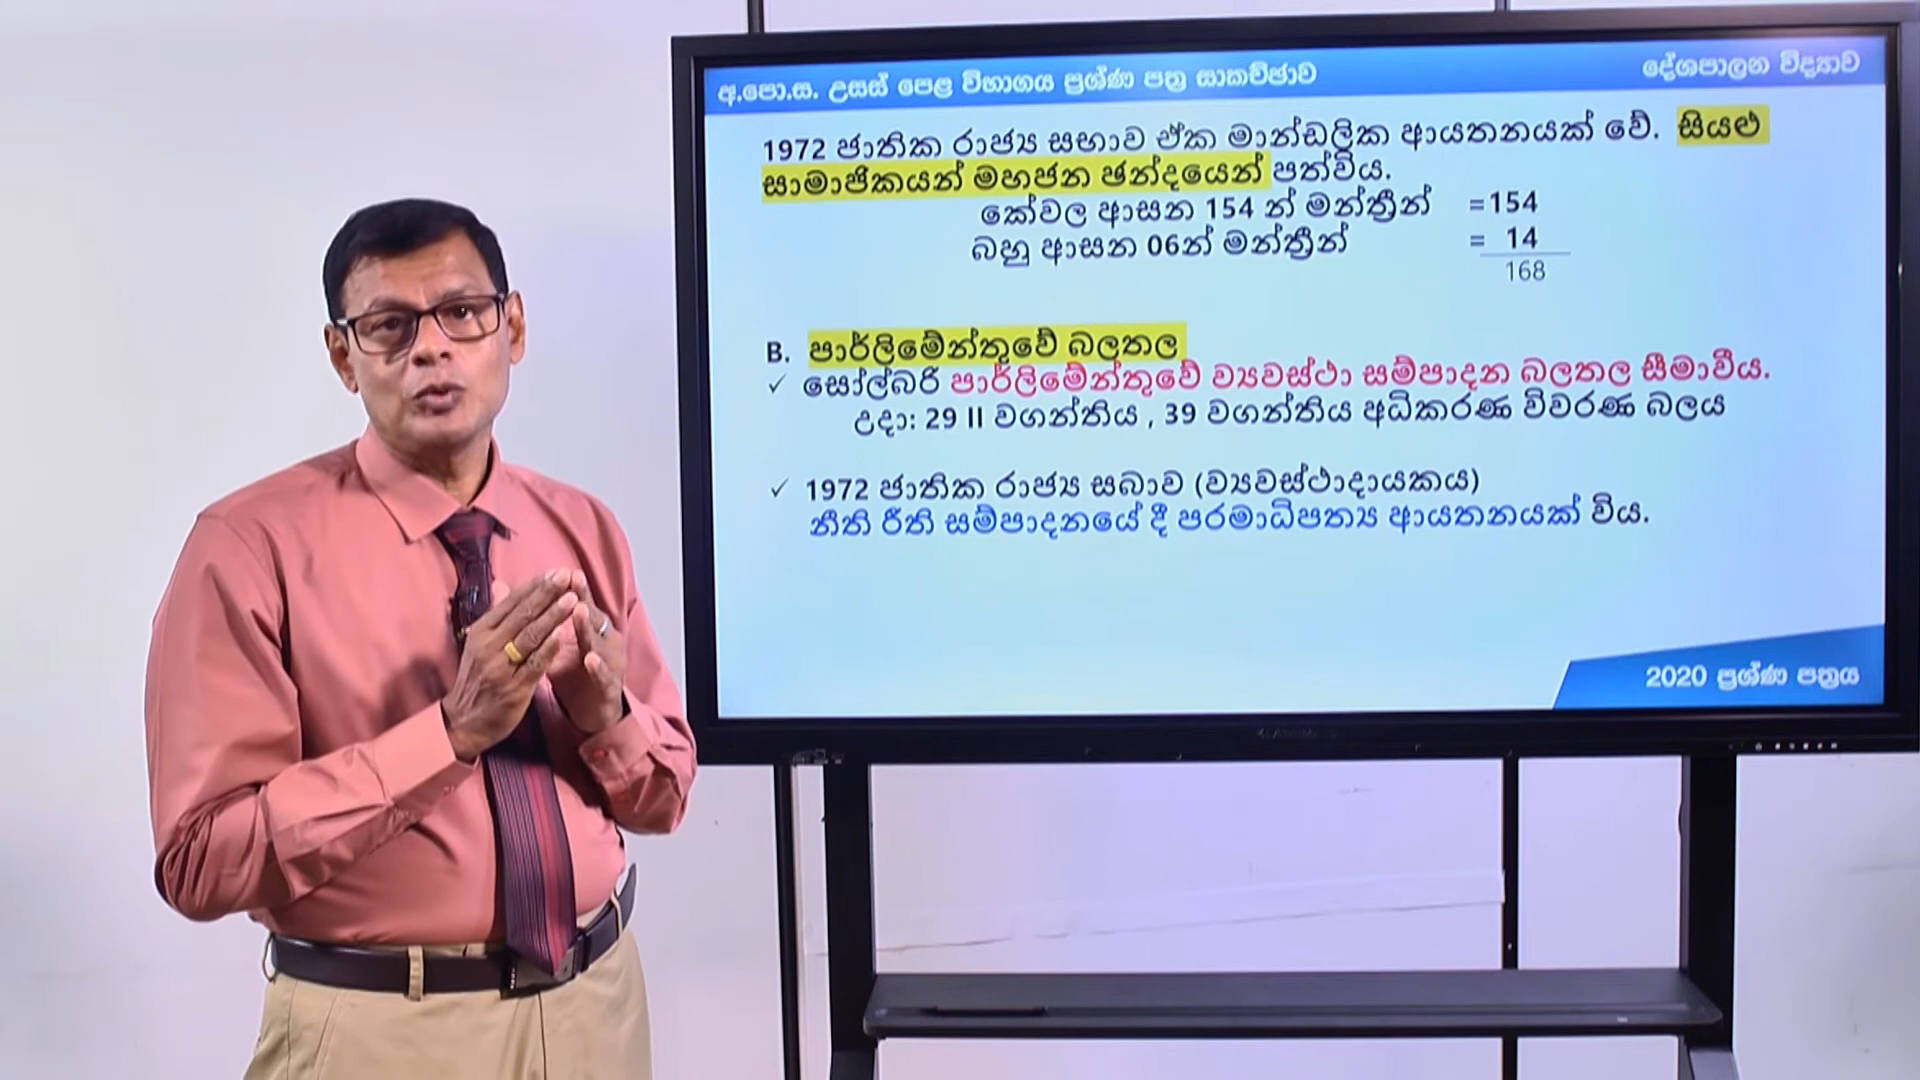 අ.පො.ස. උසස් පෙළ විභාගය ප්‍රශ්ණ පත්‍ර සාකච්ඡාව
දේශපාලන විද්‍යාව
1972 ජාතික රාජ්‍ය සභාව ඒක මාන්ඩලික ආයතනයක් වේ. සියළු
සාමාජිකයන් මහජන ඡන්දයෙන් පත්විය.
කේවල ආසන 154 න් මන්ත්‍රීන් =154
බහු ආසන 06න් මන්ත්‍රීන් = 14
168
B. පාර්ලිමේන්තුවේ බලතල
✓ සෝල්බරි පාර්ලිමේන්තුවේ ව්‍යවස්ථා සම්පාදන බලතල සීමාවීය.
උදා: 29 II වගන්තිය , 39 වගන්තිය අධිකරණ විවරණ බලය
✓ 1972 ජාතික රාජ්‍ය සබාව (ව්‍යවස්ථාදායකය)
නීති රීති සම්පාදනයේ දී පරමාධිපත්‍ය ආයතනයක් විය.
2020 ප්‍රශ්ණ පත්‍රය